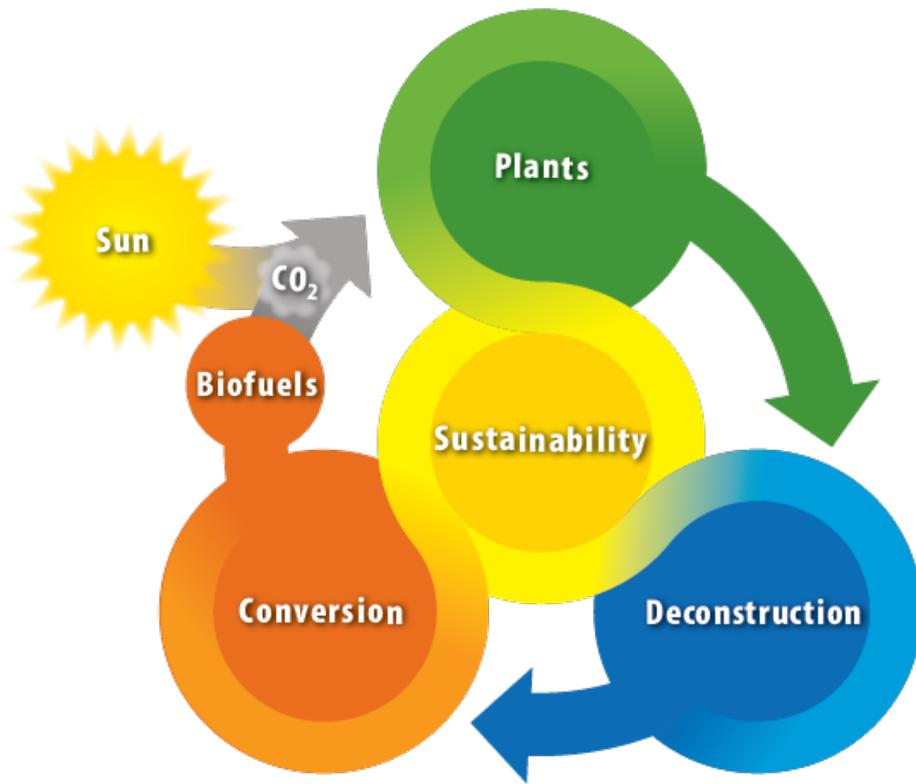 Plants
Sun
CO₂
Biofuels
Sustainability
Conversion
Deconstruction